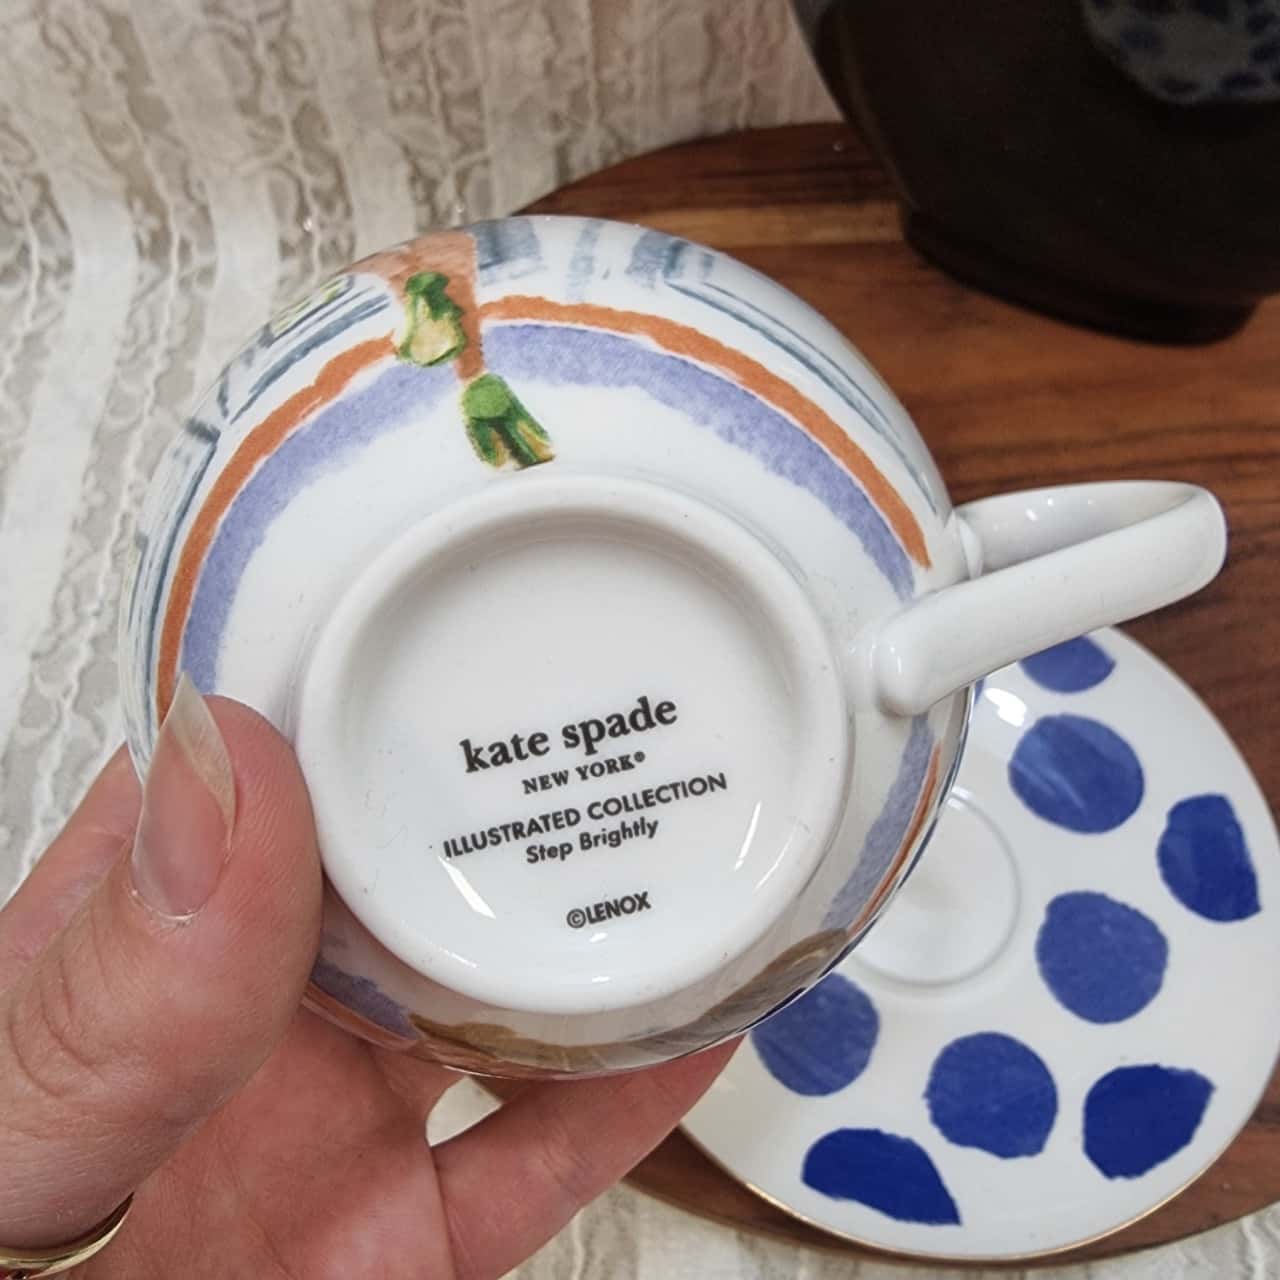 kate spade
NEW YORK®
ILLUSTRATED COLLECTION
Step Brightly
©LENOX